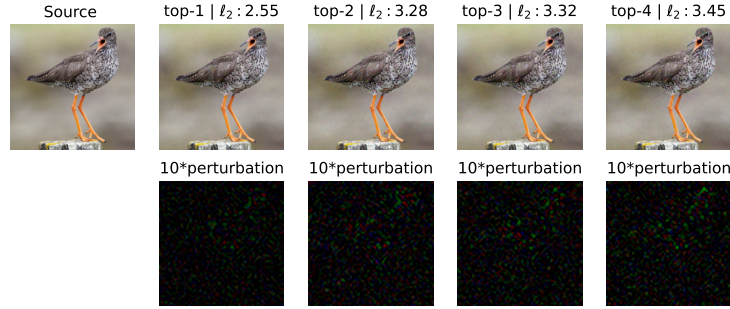 Source
top-1 | ℓ₂ : 2.55
top-2 | ℓ₂ : 3.28
top-3 | ℓ₂ : 3.32
top-4 | ℓ₂ : 3.45
10*perturbation
10*perturbation
10*perturbation
10*perturbation